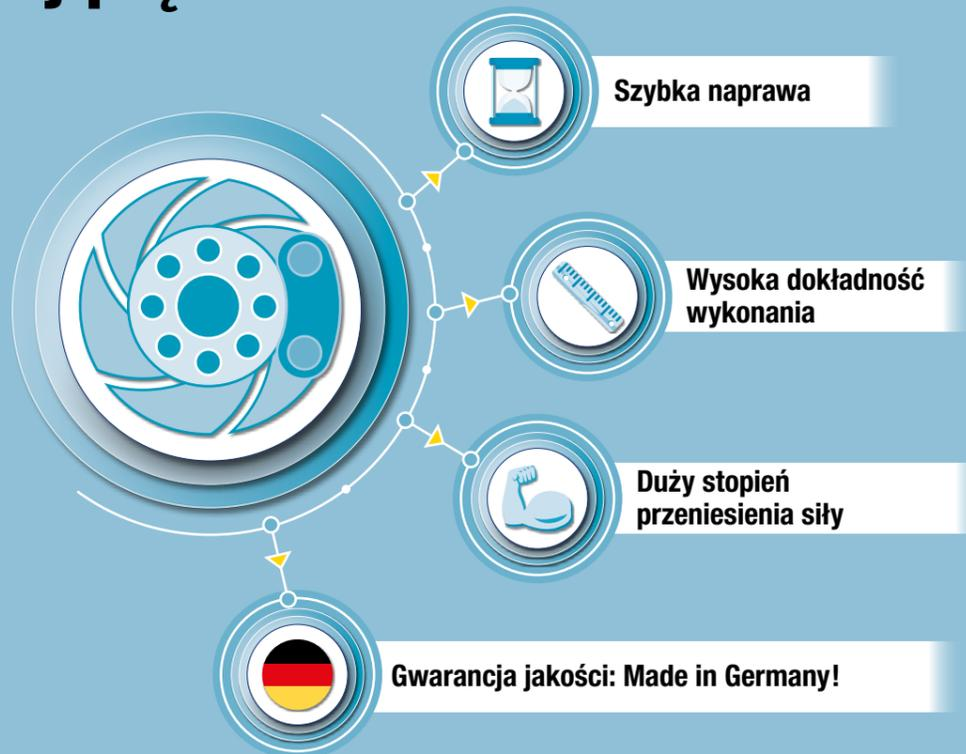 Szybka naprawa
Wysoka dokładność
wykonania
Duży stopień
przeniesienia siły
Gwarancja jakości: Made in Germany!